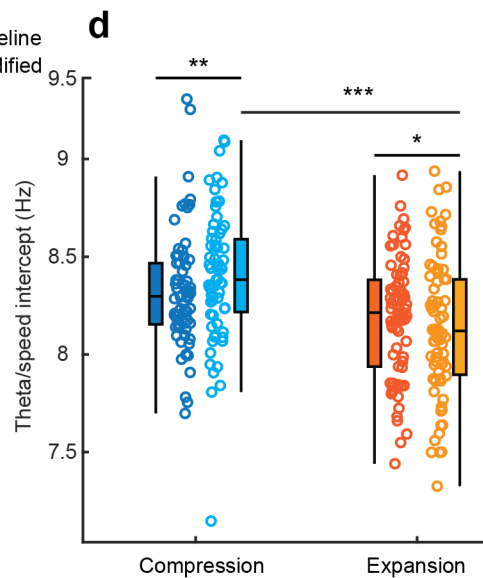 d
eline
dified
**
***
*
9.5
9
8.5
8
7.5
Theta/speed intercept (Hz)
Compression Expansion